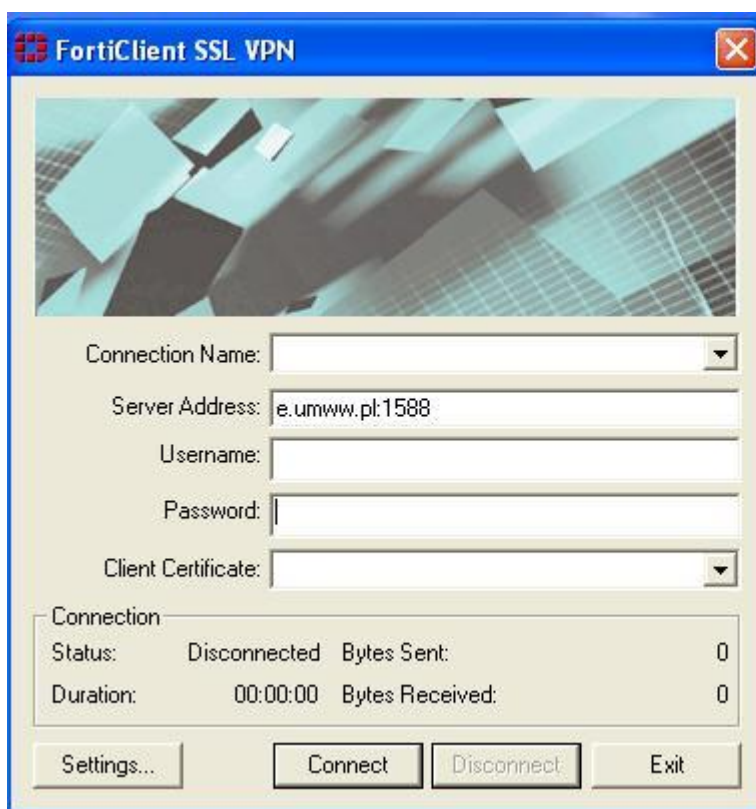 FortiClient SSL VPN
Connection Name:
Server Address: e.umww.pl:1588
Username:
Password:
Client Certificate:
Connection
Status: Disconnected Bytes Sent: 0
Duration: 00:00:00 Bytes Received: 0
Settings... Connect Disconnect Exit